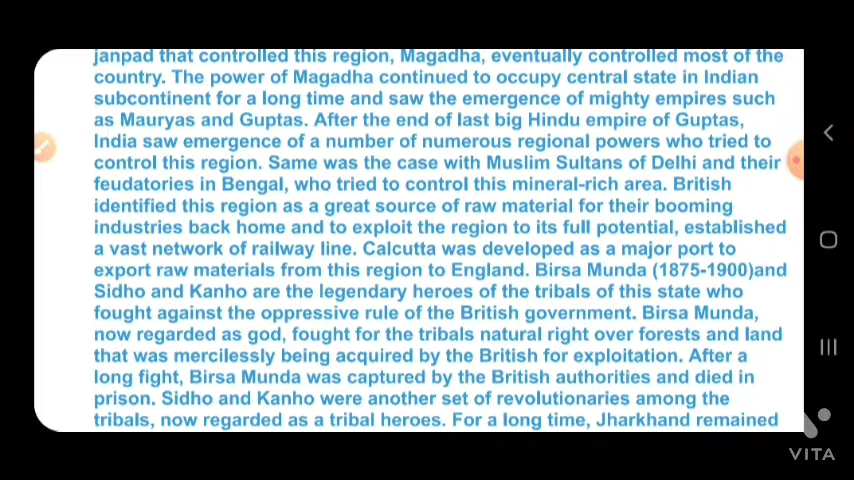 janpad that controlled this region, Magadha, eventually controlled most of the
country. The power of Magadha continued to occupy central state in Indian
subcontinent for a long time and saw the emergence of mighty empires such
as Mauryas and Guptas. After the end of last big Hindu empire of Guptas,
India saw emergence of a number of numerous regional powers who tried to
control this region. Same was the case with Muslim Sultans of Delhi and their
feudatories in Bengal, who tried to control this mineral-rich area. British
identified this region as a great source of raw material for their booming
industries back home and to exploit the region to its full potential, established
a vast network of railway line. Calcutta was developed as a major port to
export raw materials from this region to England. Birsa Munda (1875-1900)and
Sidho and Kanho are the legendary heroes of the tribals of this state who
fought against the oppressive rule of the British government. Birsa Munda,
now regarded as god, fought for the tribals natural right over forests and land
that was mercilessly being acquired by the British for exploitation. After a
long fight, Birsa Munda was captured by the British authorities and died in
prison. Sidho and Kanho were another set of revolutionaries among the
tribals, now regarded as a tribal heroes. For a long time, Jharkhand remained
VITA